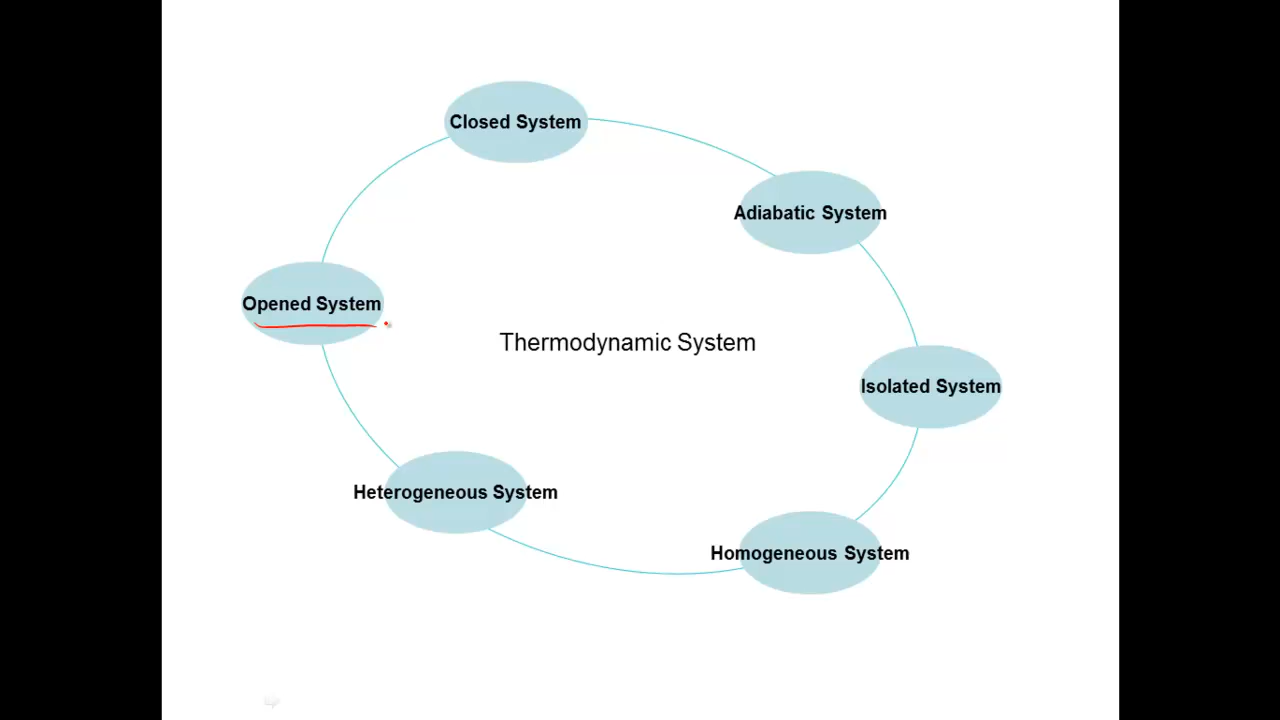 Closed System
Adiabatic System
Opened System
Thermodynamic System
Isolated System
Heterogeneous System
Homogeneous System